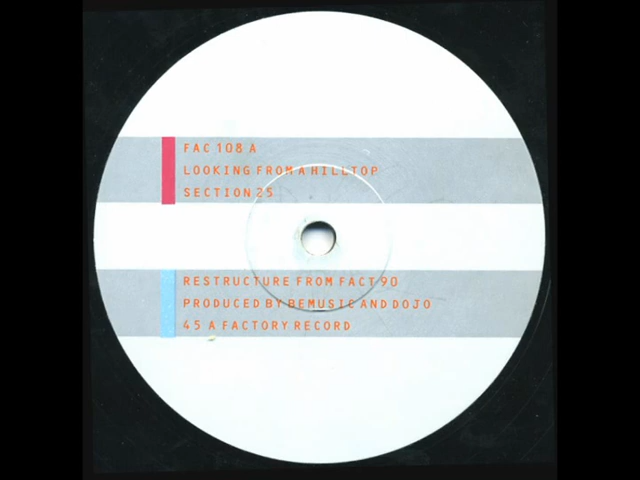 FAC 108 A
LOOKING FROM A HILLTOP
SECTION 25
RESTRUCTURE FROM FACT 90
PRODUCED BY BEMUSIC AND DOJO
45 A FACTORY RECORD